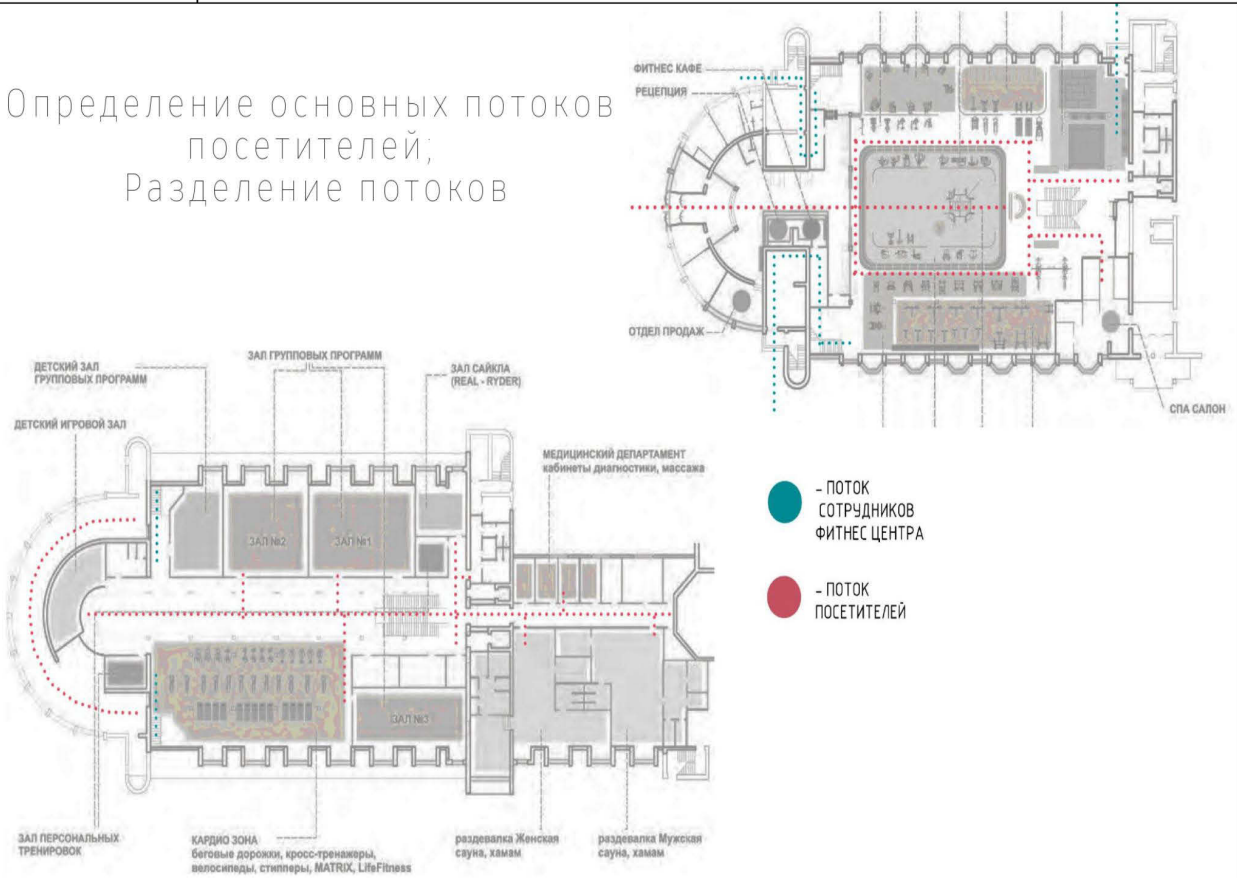 Определение основных потоков
посетителей;
Разделение потоков
ФИТНЕС КАФЕ
РЕЦЕПЦИЯ
ОТДЕЛ ПРОДАЖ
СПА САЛОН
ДЕТСКИЙ ЗАЛ
ГРУППОВЫХ ПРОГРАММ
ЗАЛ ГРУППОВЫХ ПРОГРАММ
ЗАЛ САЙКЛА
(REAL - RYDER)
ДЕТСКИЙ ИГРОВОЙ ЗАЛ
МЕДИЦИНСКИЙ ДЕПАРТАМЕНТ
кабинеты диагностики, массажа
ЗАЛ №2
ЗАЛ №1
ЗАЛ №3
ЗАЛ ПЕРСОНАЛЬНЫХ
ТРЕНИРОВОК
КАРДИО ЗОНА
беговые дорожки, кросс-тренажеры,
велосипеды, степперы, MATRIX, LifeFitness
раздевалка Женская
сауна, хамам
раздевалка Мужская
сауна, хамам
- ПОТОК
СОТРУДНИКОВ
ФИТНЕС ЦЕНТРА
- ПОТОК
ПОСЕТИТЕЛЕЙ